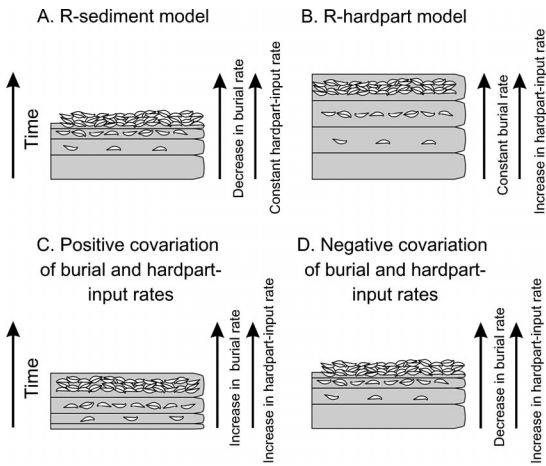 A. R-sediment model
Time
Decrease in burial rate
Constant hardpart-input rate
B. R-hardpart model
Constant burial rate
Increase in hardpart-input rate
C. Positive covariation
of burial and hardpart-
input rates
Time
Increase in burial rate
Increase in hardpart-input rate
D. Negative covariation
of burial and hardpart-
input rates
Decrease in burial rate
Increase in hardpart-input rate